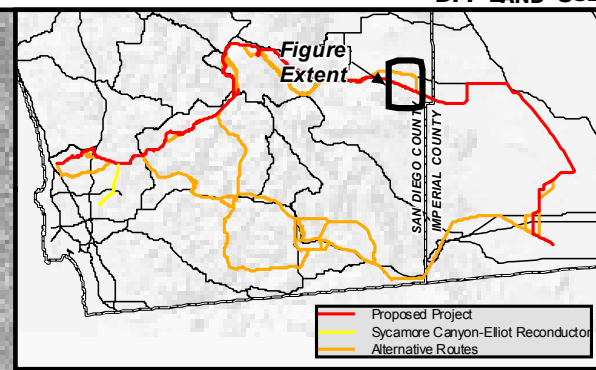 Figure
Extent
SAN DIEGO COUNTY
IMPERIAL COUNTY
Proposed Project
Sycamore Canyon-Elliot Reconductor
Alternative Routes